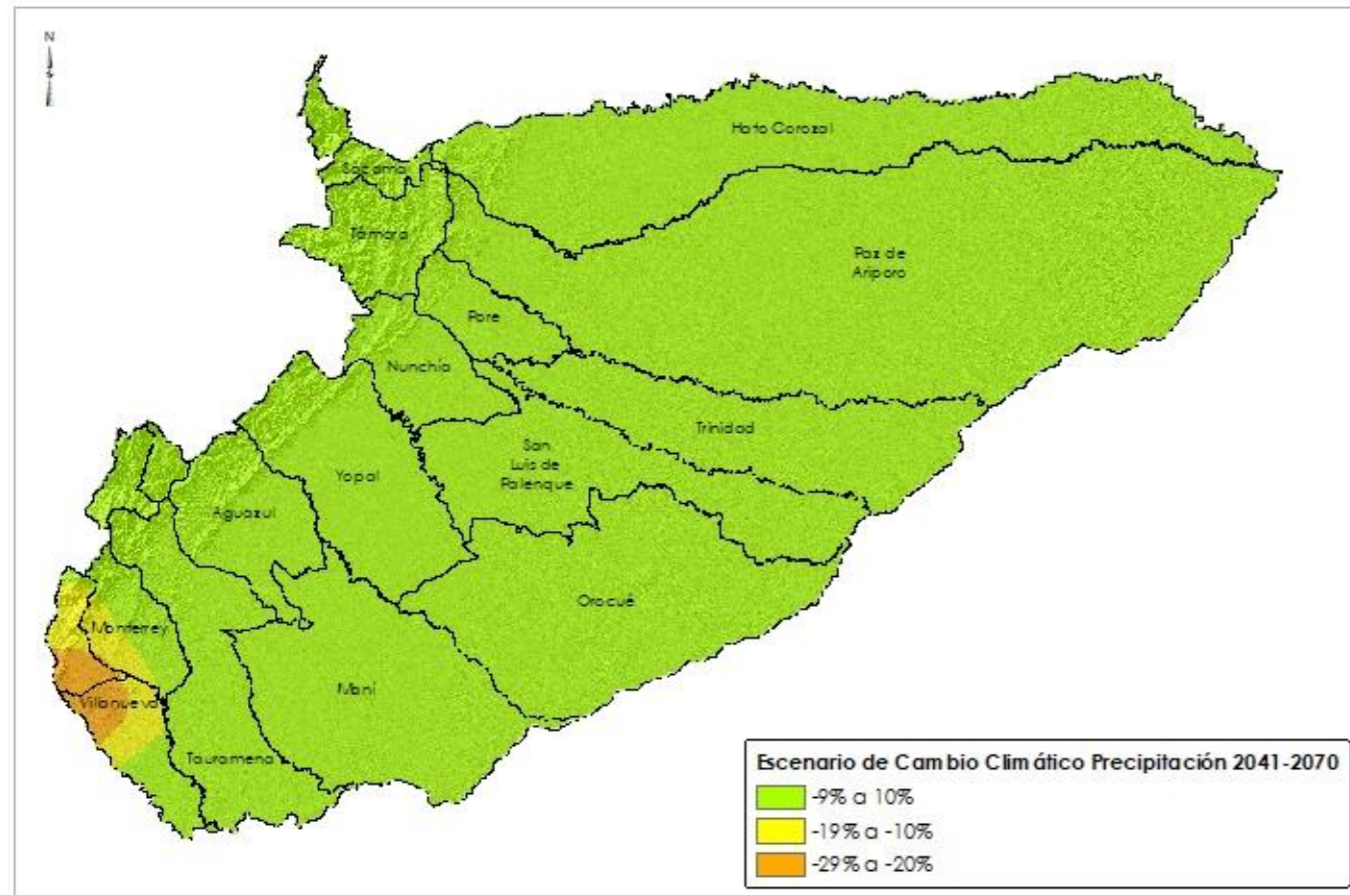 N
Hato Corozal
Sácama
Támara
Paz de
Ariporo
Pore
Nunchía
Trinidad
San
Luis de
Palenque
Yopal
Aguazul
Orocué
Monterrey
Maní
Villanueva
Tauramena
Escenario de Cambio Climático Precipitación 2041-2070
-9% a 10%
-19% a -10%
-29% a -20%